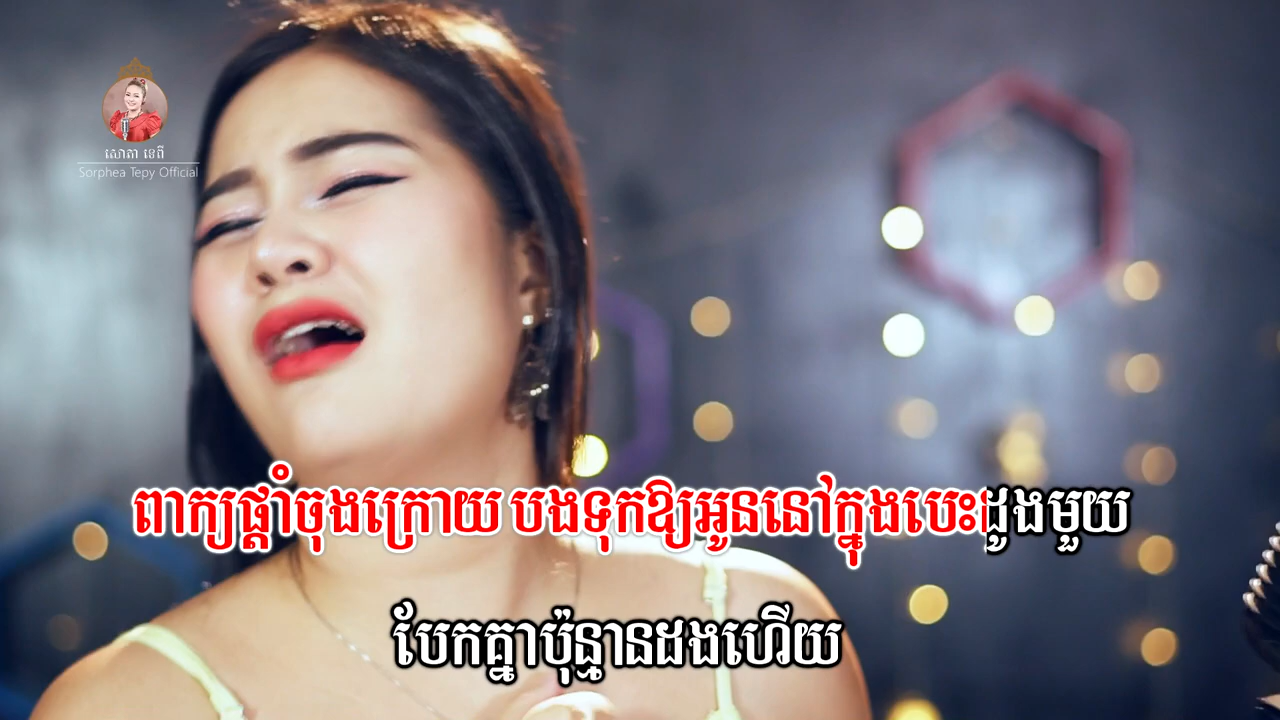 សោភា ទេពី
Sorphea Tepy Official
ពាក្យផ្ដាំចុងក្រោយ បងទុកឱ្យអូននៅក្នុងបេះដូងមួយ
បែកគ្នាប៉ុន្មានដងហើយ